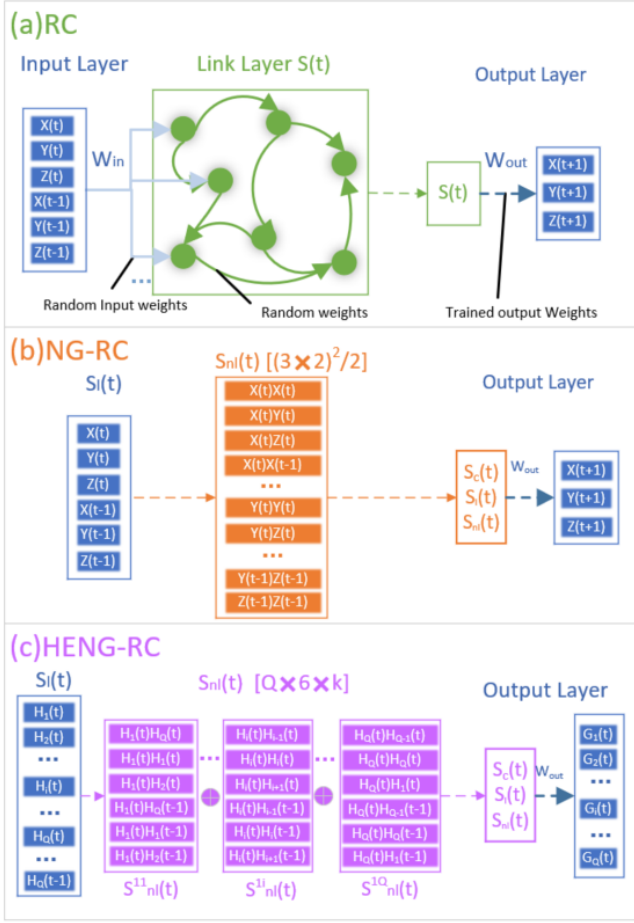 (a)RC
Input Layer
Link Layer S(t)
Output Layer
X(t)
Y(t)
Z(t)
X(t-1)
Y(t-1)
Z(t-1)
Win
...
S(t)
Wout
X(t+1)
Y(t+1)
Z(t+1)
Random Input weights
Random weights
Trained output Weights
(b)NG-RC
Sl(t)
Snl(t) [(3×2)²/2]
Output Layer
X(t)
Y(t)
Z(t)
X(t-1)
Y(t-1)
Z(t-1)
X(t)X(t)
X(t)Y(t)
X(t)Z(t)
X(t)X(t-1)
...
Y(t)Y(t)
Y(t)Z(t)
...
Y(t-1)Z(t-1)
Z(t-1)Z(t-1)
Sc(t)
Sl(t)
Snl(t)
Wout
X(t+1)
Y(t+1)
Z(t+1)
(c)HENG-RC
Sl(t)
Snl(t) [Q×6×k]
Output Layer
H1(t)
H2(t)
...
Hi(t)
...
HQ(t)
...
HQ(t-1)
H1(t)HQ(t)
H1(t)H1(t)
H1(t)H2(t)
H1(t)HQ(t-1)
H1(t)H1(t-1)
H1(t)H2(t-1)
S11nl(t)
...
Hi(t)Hi-1(t)
Hi(t)Hi(t)
Hi(t)Hi+1(t)
Hi(t)Hi-1(t-1)
Hi(t)Hi(t-1)
Hi(t)Hi+1(t-1)
S1inl(t)
...
HQ(t)HQ-1(t)
HQ(t)HQ(t)
HQ(t)H1(t)
HQ(t)HQ-1(t-1)
HQ(t)HQ(t-1)
HQ(t)H1(t-1)
S1Qnl(t)
Sc(t)
Sl(t)
Snl(t)
Wout
G1(t)
G2(t)
...
Gi(t)
...
GQ(t)